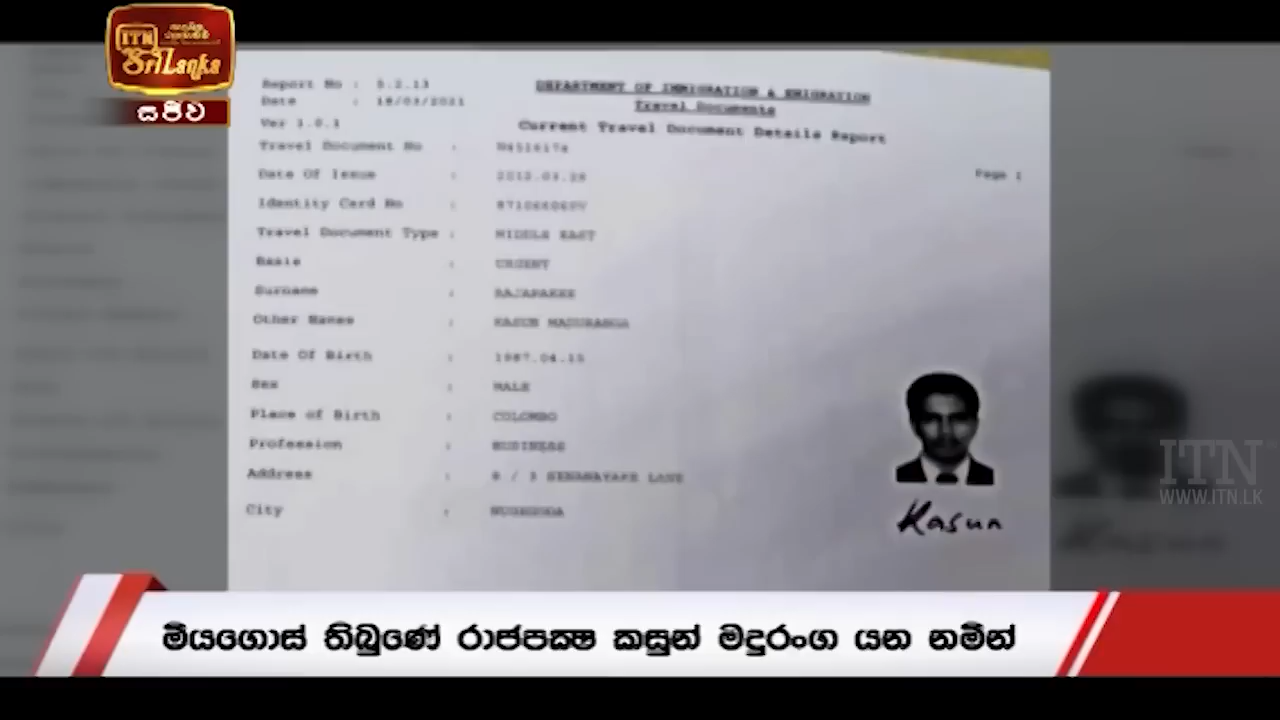 ITN
Sri Lanka
සජීව
Report No : 5.2.13
Date : 18/03/2021
Ver 1.0.1
DEPARTMENT OF IMMIGRATION & EMIGRATION
Travel Documents
Current Travel Document Details Report
Page 1
Travel Document No :
Date Of Issue :
Identity Card No :
Travel Document Type : MIDDLE EAST
Basis : URGENT
Surname : RAJAPAKSE
Other Names : KASUN MADURANGA
Date Of Birth : 1987.04.15
Sex : MALE
Place of Birth : COLOMBO
Profession : BUSINESS
Address : SENANAYAKE LANE
City : NUGEGODA
Kasun
ITN
WWW.ITN.LK
මියගොස් තිබුණේ රාජපක්ෂ කසුන් මදුරංග යන නමින්